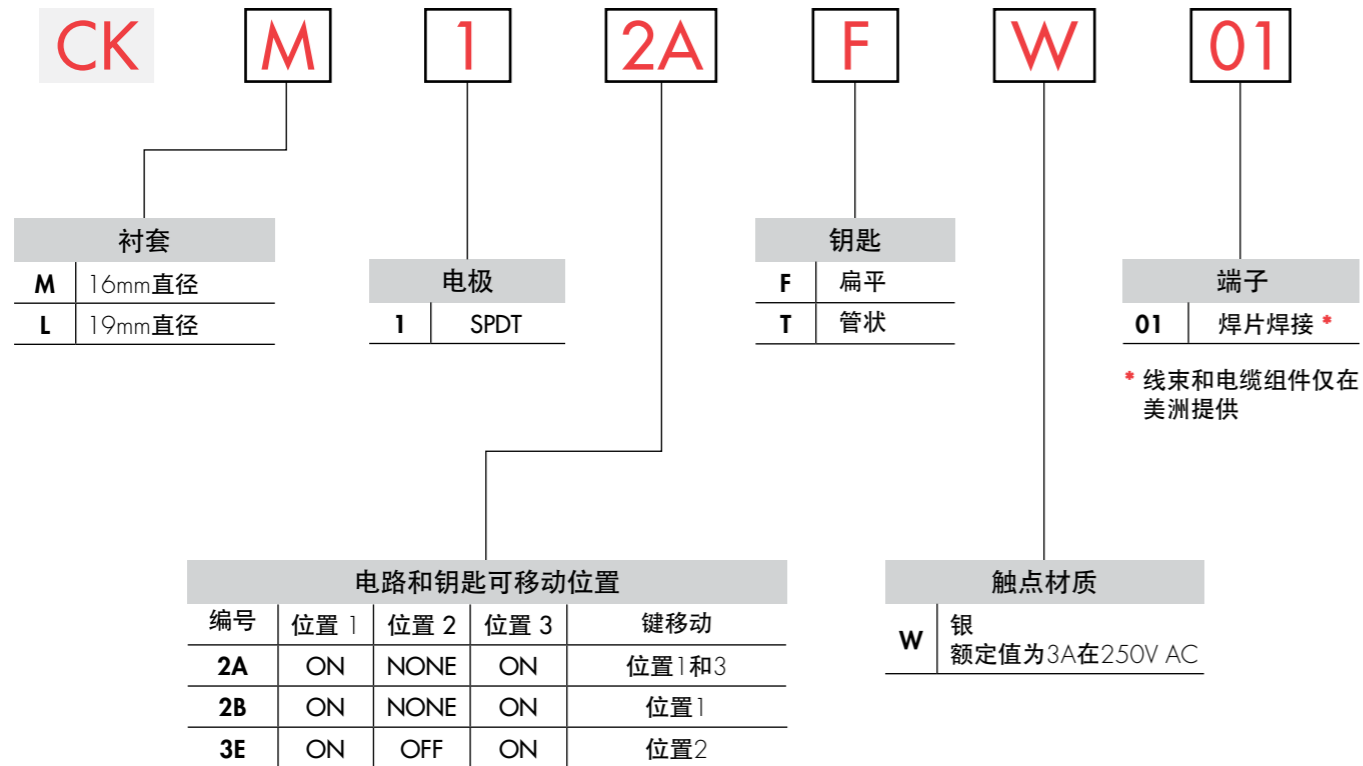 CK M 1 2A F W 01
衬套
M 16mm直径
L 19mm直径
电极
1 SPDT
钥匙
F 扁平
T 管状
端子
01 焊片焊接 *
* 线束和电缆组件仅在
美洲提供
电路和钥匙可移动位置
编号 位置 1 位置 2 位置 3 键移动
2A ON NONE ON 位置1和3
2B ON NONE ON 位置1
3E ON OFF ON 位置2
触点材质
W 银
额定值为3A在250V AC